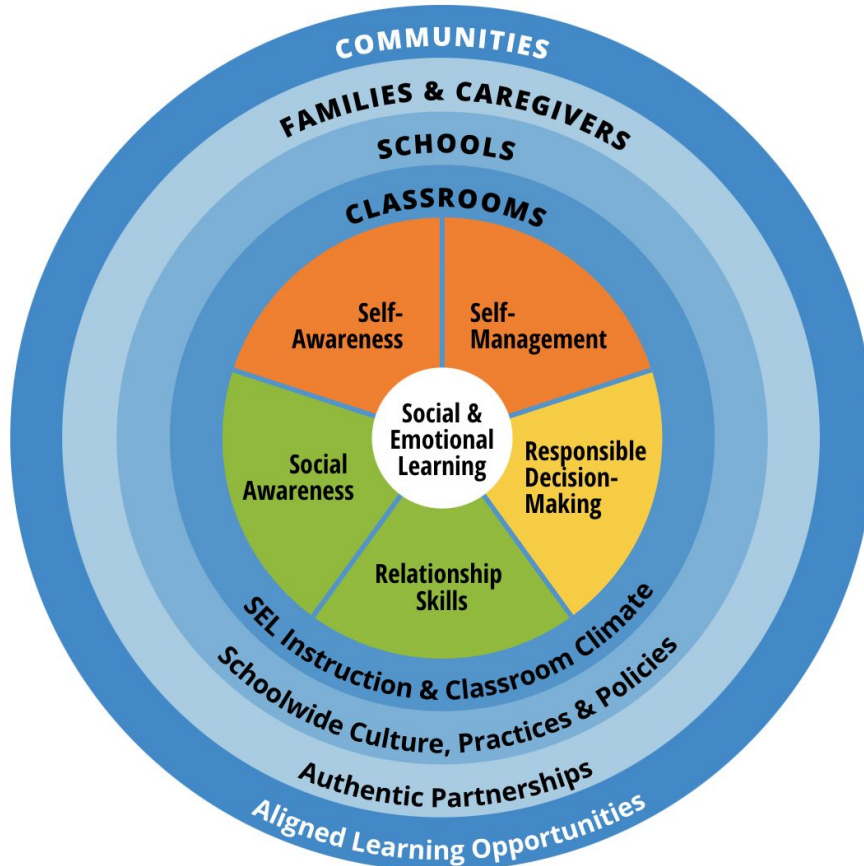 COMMUNITIES
FAMILIES & CAREGIVERS
SCHOOLS
CLASSROOMS
Self-
Awareness
Self-
Management
Social &
Emotional
Learning
Social
Awareness
Responsible
Decision-
Making
Relationship
Skills
SEL Instruction & Classroom Climate
Schoolwide Culture, Practices & Policies
Authentic Partnerships
Aligned Learning Opportunities